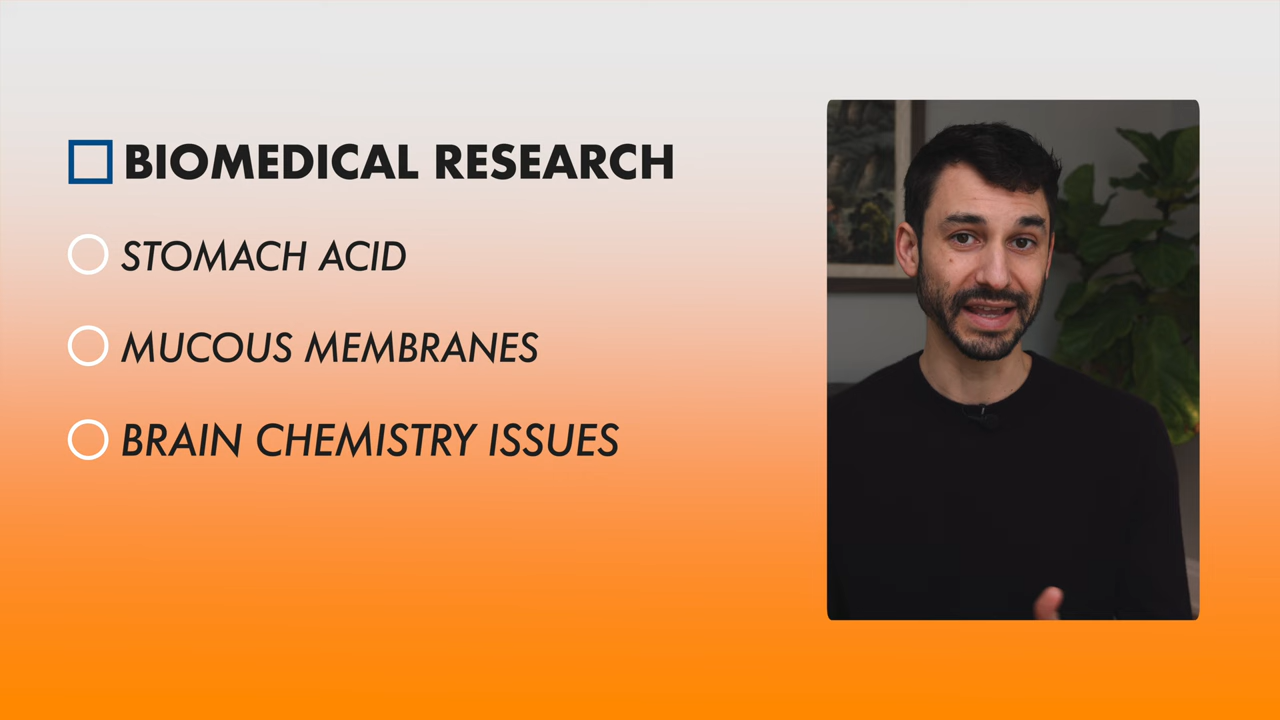 BIOMEDICAL RESEARCH
STOMACH ACID
MUCOUS MEMBRANES
BRAIN CHEMISTRY ISSUES